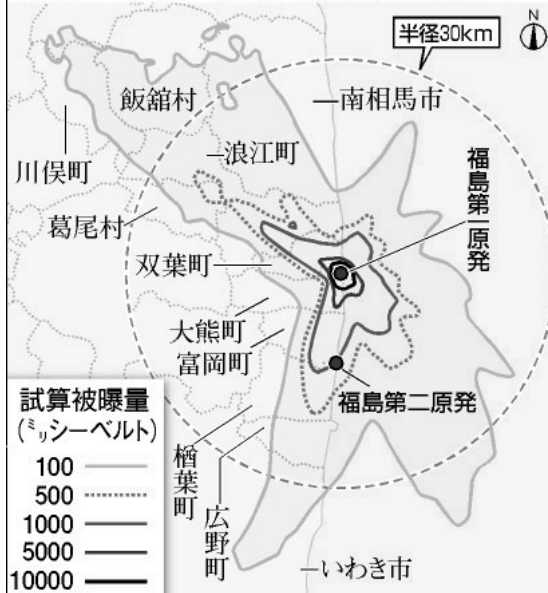 N
半径30km
飯舘村
南相馬市
川俣町
浪江町
福島第一原発
葛尾村
双葉町
大熊町
富岡町
福島第二原発
楢葉町
広野町
いわき市
試算被曝量
(ミリシーベルト)
100
500
1000
5000
10000